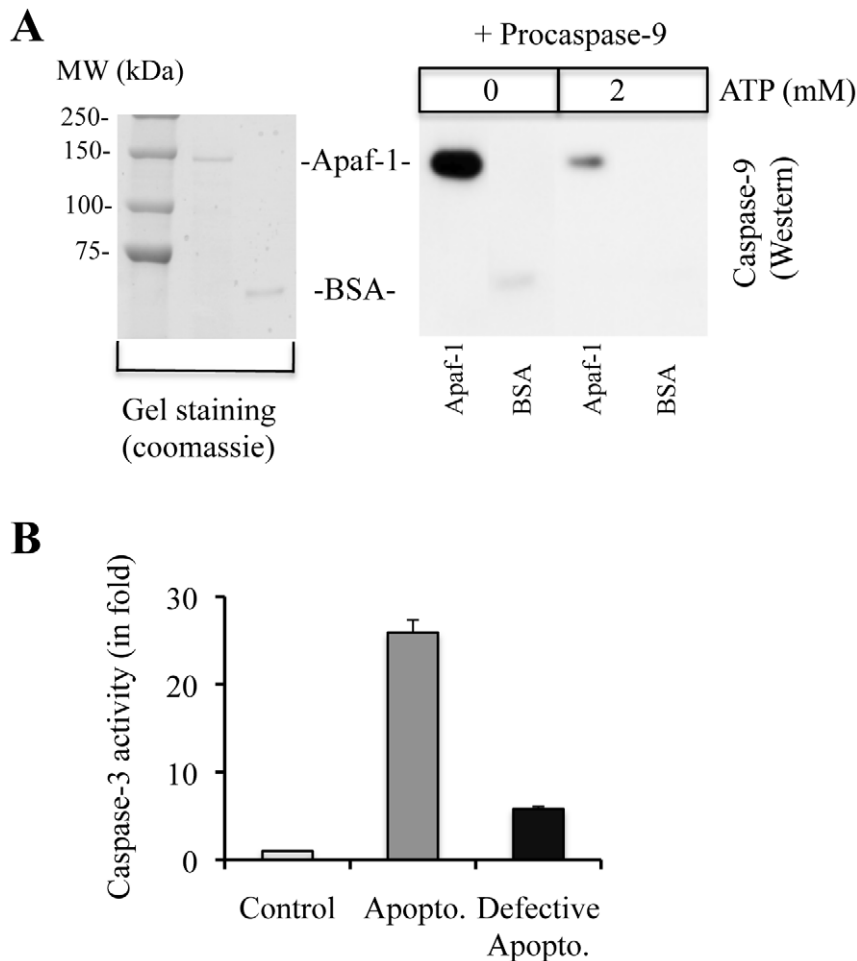 A
+ Procaspase-9
MW (kDa)
0 2 ATP (mM)
250-
150-
100-
75-
-Apaf-1-
-BSA-
Caspase-9
(Western)
Apaf-1 BSA Apaf-1 BSA
Gel staining
(coomassie)
B
Caspase-3 activity (in fold)
30
20
10
0
Control Apopto. Defective
Apopto.